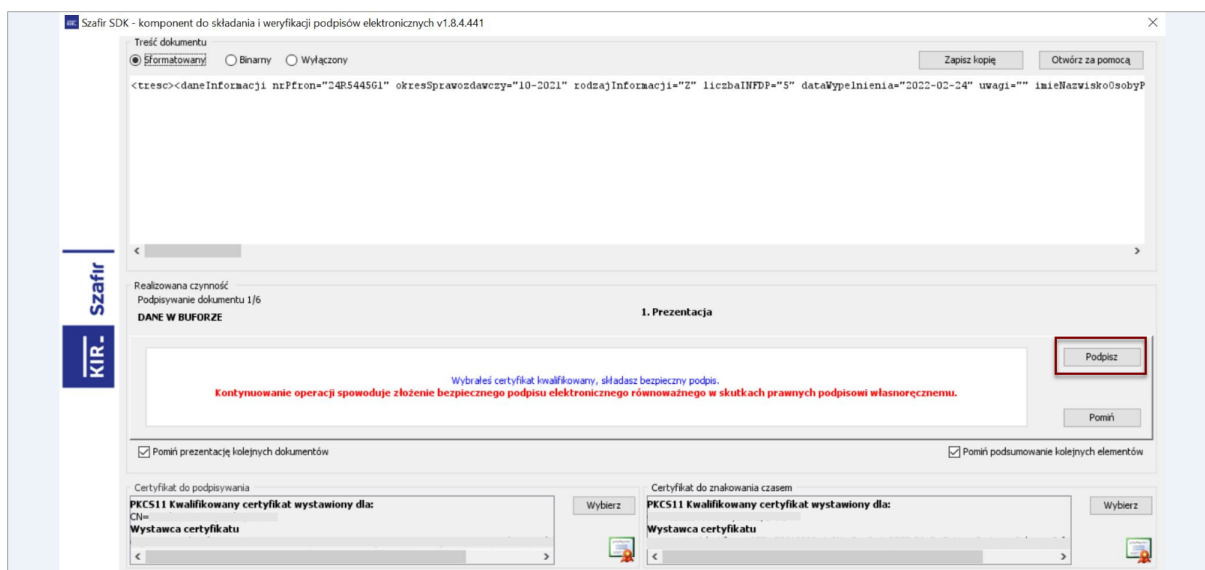 Szafir SDK - komponent do składania i weryfikacji podpisów elektronicznych v1.8.4.441
Treść dokumentu
Sformatowany Binarny Wyłączony Zapisz kopię Otwórz za pomocą
<tresc><daneInformacji nrPfron="24R5445G1" okresSprawozdawczy="10-2021" rodzajInformacji="Z" liczbaINFDP="5" dataWypelnienia="2022-02-24" uwagi="" imieNazwiskoOsobyP
Realizowana czynność
Podpisywanie dokumentu 1/6
DANE W BUFORZE
1. Prezentacja
Podpisz
Wybrałeś certyfikat kwalifikowany, składasz bezpieczny podpis.
Kontynuowanie operacji spowoduje złożenie bezpiecznego podpisu elektronicznego równoważnego w skutkach prawnych podpisowi własnoręcznemu.
Pomiń
Pomiń prezentację kolejnych dokumentów Pomiń podsumowanie kolejnych elementów
Certyfikat do podpisywania
PKCS11 Kwalifikowany certyfikat wystawiony dla:
CN=
Wystawca certyfikatu
Wybierz
Certyfikat do znakowania czasem
PKCS11 Kwalifikowany certyfikat wystawiony dla:
Wystawca certyfikatu
Wybierz
KIR Szafir